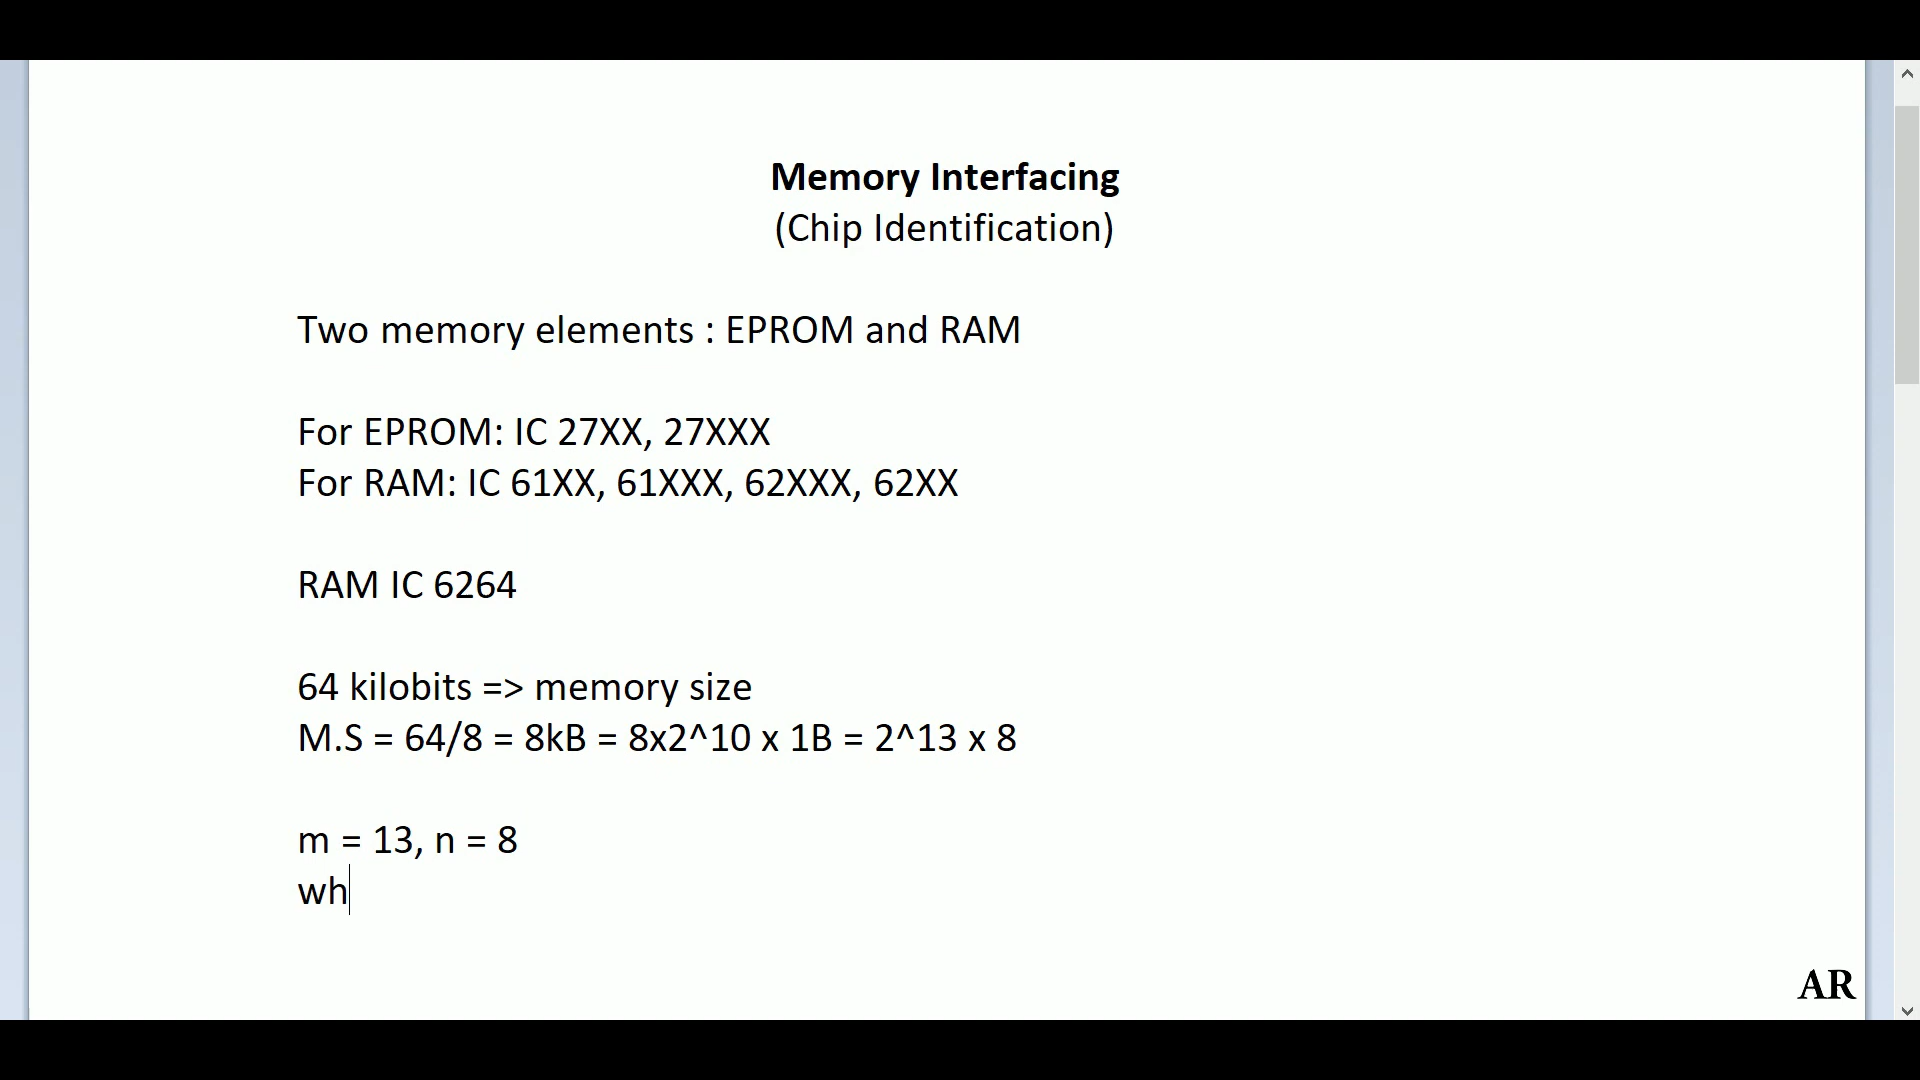 Memory Interfacing
(Chip Identification)
Two memory elements : EPROM and RAM
For EPROM: IC 27XX, 27XXX
For RAM: IC 61XX, 61XXX, 62XXX, 62XX
RAM IC 6264
64 kilobits => memory size
M.S = 64/8 = 8kB = 8x2^10 x 1B = 2^13 x 8
m = 13, n = 8
wh
AR